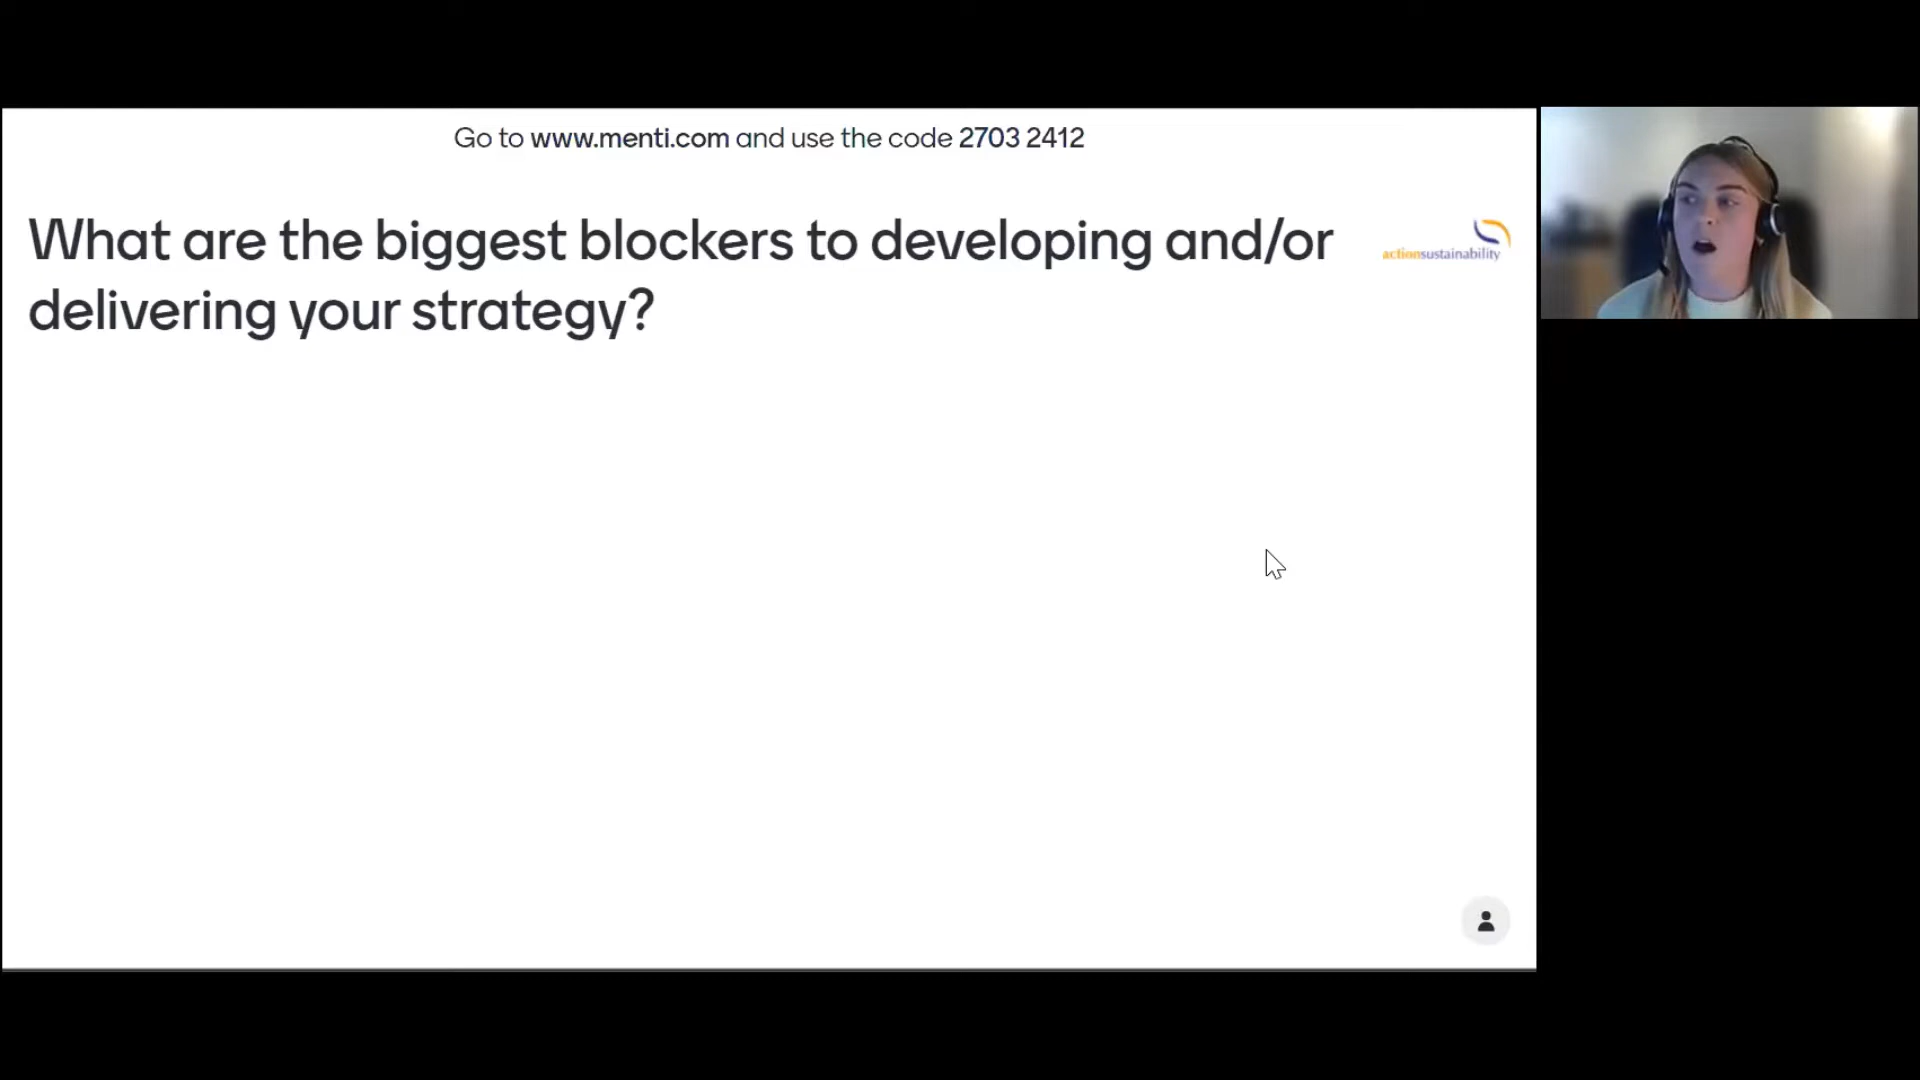 Go to www.menti.com and use the code 2703 2412
What are the biggest blockers to developing and/or
delivering your strategy?
actionsustainability